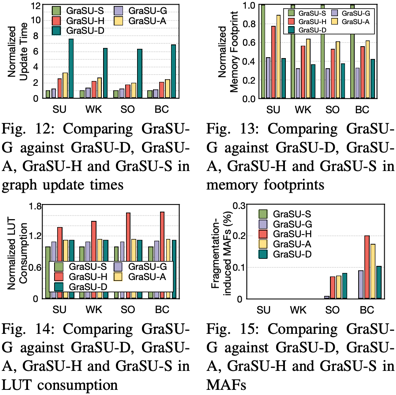 Normalized
Update Time
12
10
8
6
4
2
0
GraSU-S
GraSU-H
GraSU-D
GraSU-G
GraSU-A
SU WK SO BC
Fig. 12: Comparing GraSU-
G against GraSU-D, GraSU-
A, GraSU-H and GraSU-S in
graph update times
Normalized
Memory Footprint
1.0
0.8
0.6
0.4
0.2
0
GraSU-S
GraSU-H
GraSU-D
GraSU-G
GraSU-A
SU WK SO BC
Fig. 13: Comparing GraSU-
G against GraSU-D, GraSU-
A, GraSU-H and GraSU-S in
memory footprints
Normalized LUT
Consumption
1.8
1.2
0.6
0
GraSU-S
GraSU-H
GraSU-D
GraSU-G
GraSU-A
SU WK SO BC
Fig. 14: Comparing GraSU-
G against GraSU-D, GraSU-
A, GraSU-H and GraSU-S in
LUT consumption
Fragmentation-
induced MAFs (%)
0.3
0.2
0.1
0
GraSU-S
GraSU-G
GraSU-H
GraSU-A
GraSU-D
SU WK SO BC
Fig. 15: Comparing GraSU-
G against GraSU-D, GraSU-
A, GraSU-H and GraSU-S in
MAFs